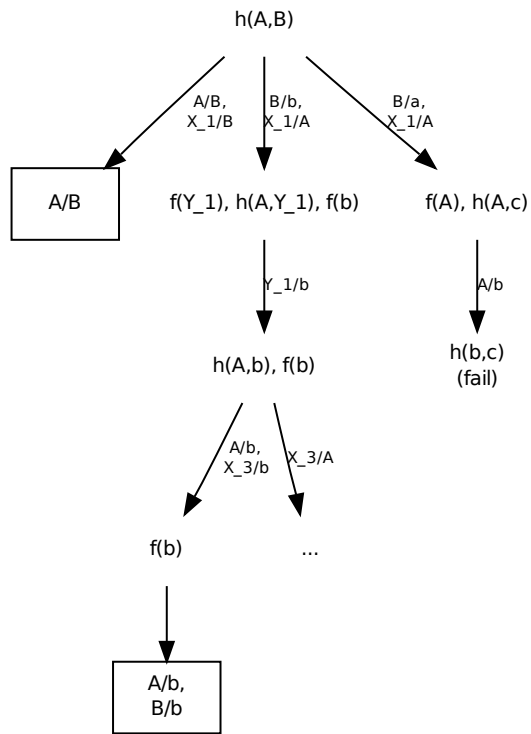 h(A,B)
A/B,
X_1/B
B/b,
X_1/A
B/a,
X_1/A
A/B
f(Y_1), h(A,Y_1), f(b)
f(A), h(A,c)
Y_1/b
A/b
h(A,b), f(b)
h(b,c)
(fail)
A/b,
X_3/b
X_3/A
f(b)
...
A/b,
B/b